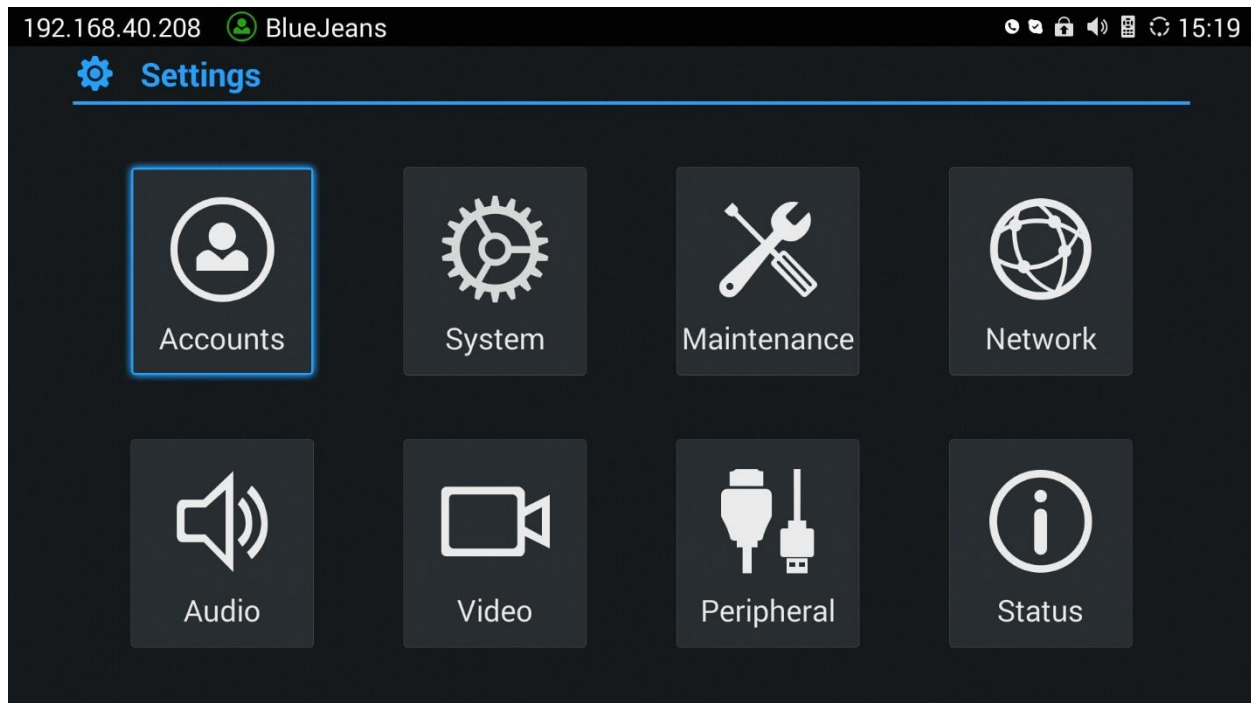 192.168.40.208 BlueJeans 15:19
Settings
Accounts System Maintenance Network
Audio Video Peripheral Status